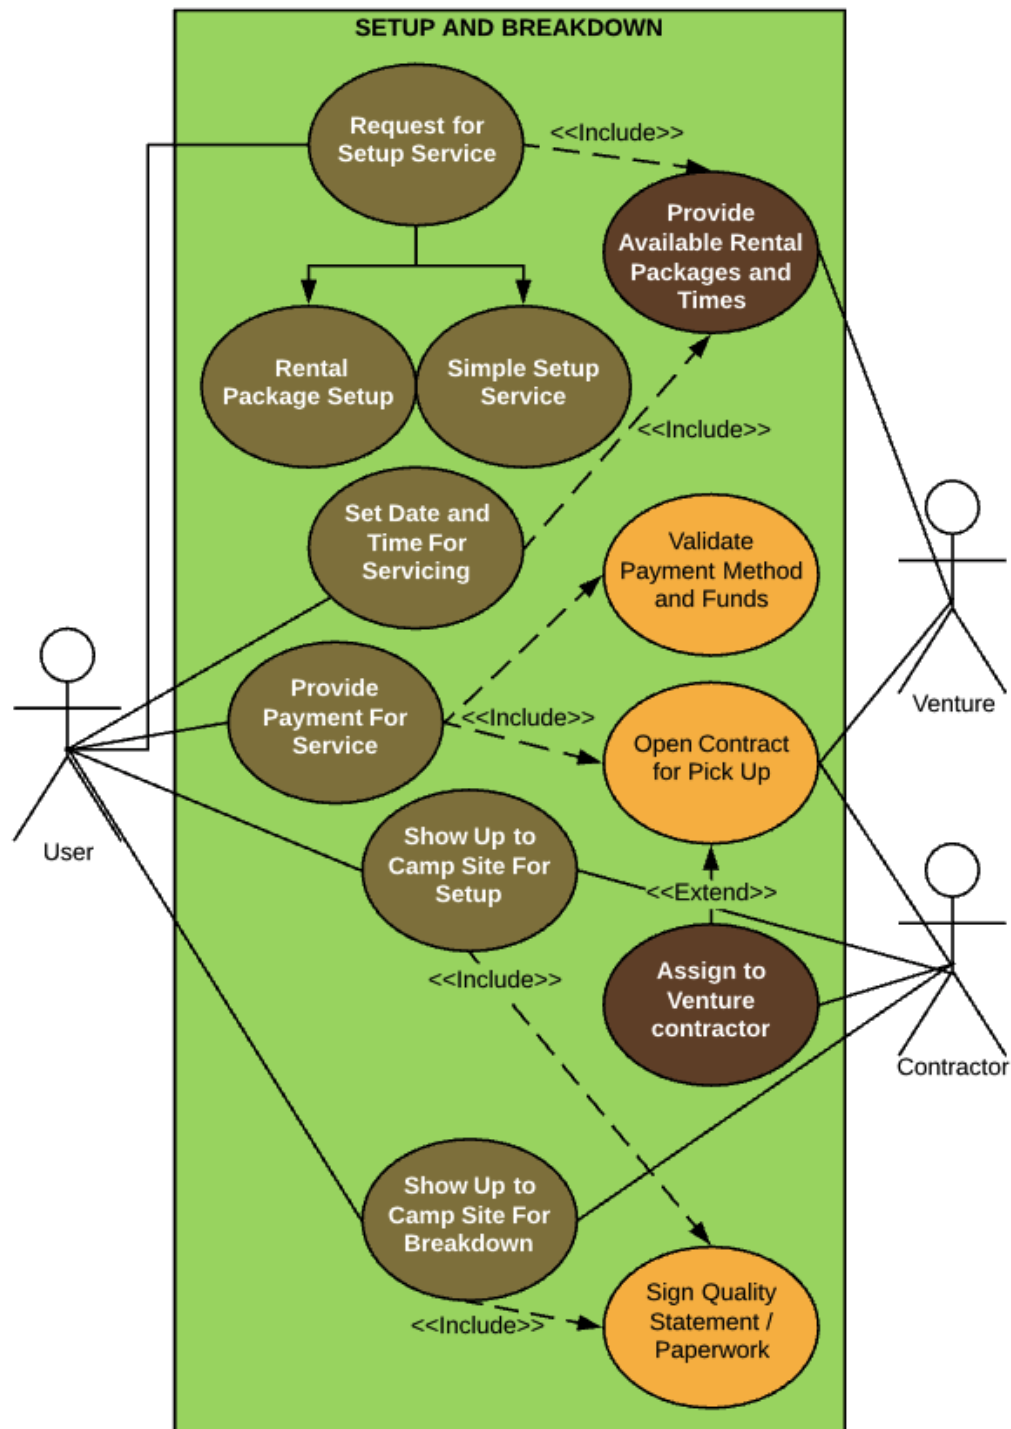 SETUP AND BREAKDOWN
Request for
Setup Service
<<Include>>
Provide
Available Rental
Packages and
Times
Rental
Package Setup
Simple Setup
Service
<<Include>>
Set Date and
Time For
Servicing
Validate
Payment Method
and Funds
Provide
Payment For
Service
<<Include>>
Open Contract
for Pick Up
Venture
User
Show Up to
Camp Site For
Setup
<<Extend>>
<<Include>>
Assign to
Venture
contractor
Contractor
Show Up to
Camp Site For
Breakdown
<<Include>>
Sign Quality
Statement /
Paperwork